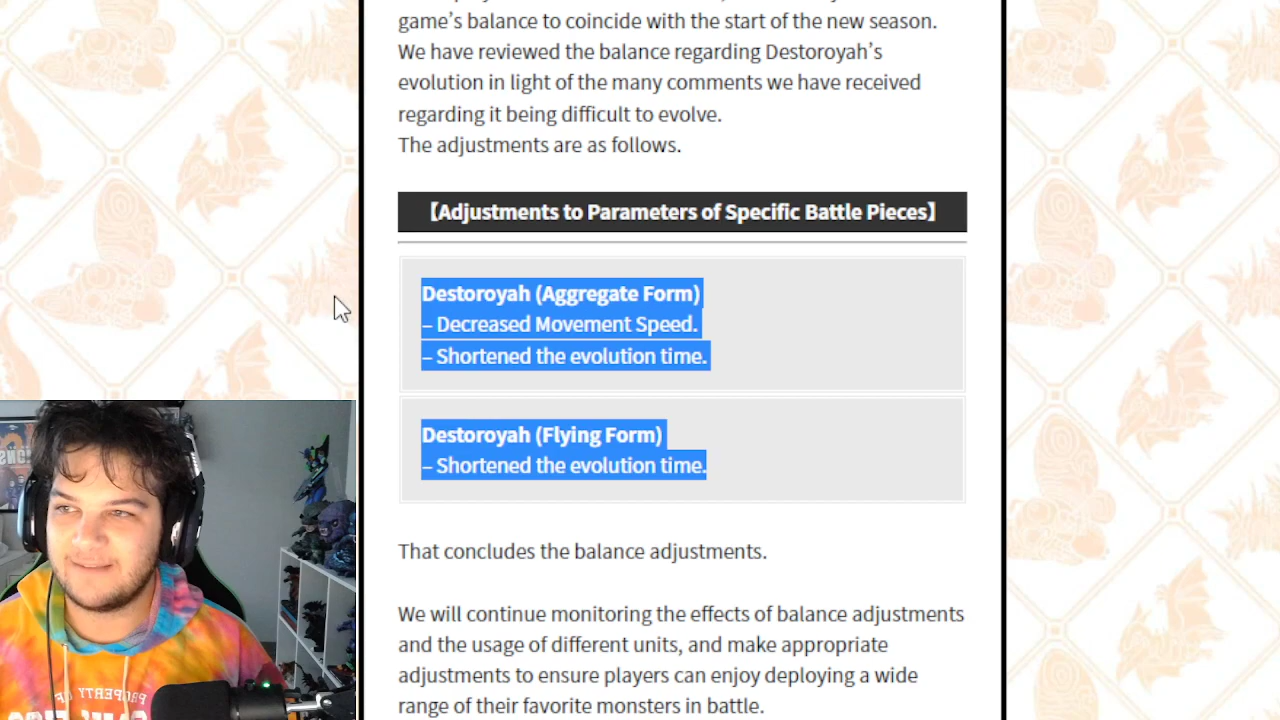 game’s balance to coincide with the start of the new season.
We have reviewed the balance regarding Destoroyah’s
evolution in light of the many comments we have received
regarding it being difficult to evolve.
The adjustments are as follows.
【Adjustments to Parameters of Specific Battle Pieces】
Destoroyah (Aggregate Form)
– Decreased Movement Speed.
– Shortened the evolution time.
Destoroyah (Flying Form)
– Shortened the evolution time.
That concludes the balance adjustments.
We will continue monitoring the effects of balance adjustments
and the usage of different units, and make appropriate
adjustments to ensure players can enjoy deploying a wide
range of their favorite monsters in battle.
PROPERTY OF